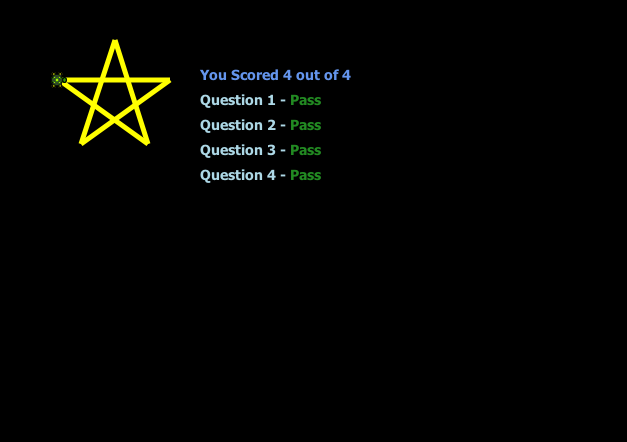 You Scored 4 out of 4
Question 1 - Pass
Question 2 - Pass
Question 3 - Pass
Question 4 - Pass